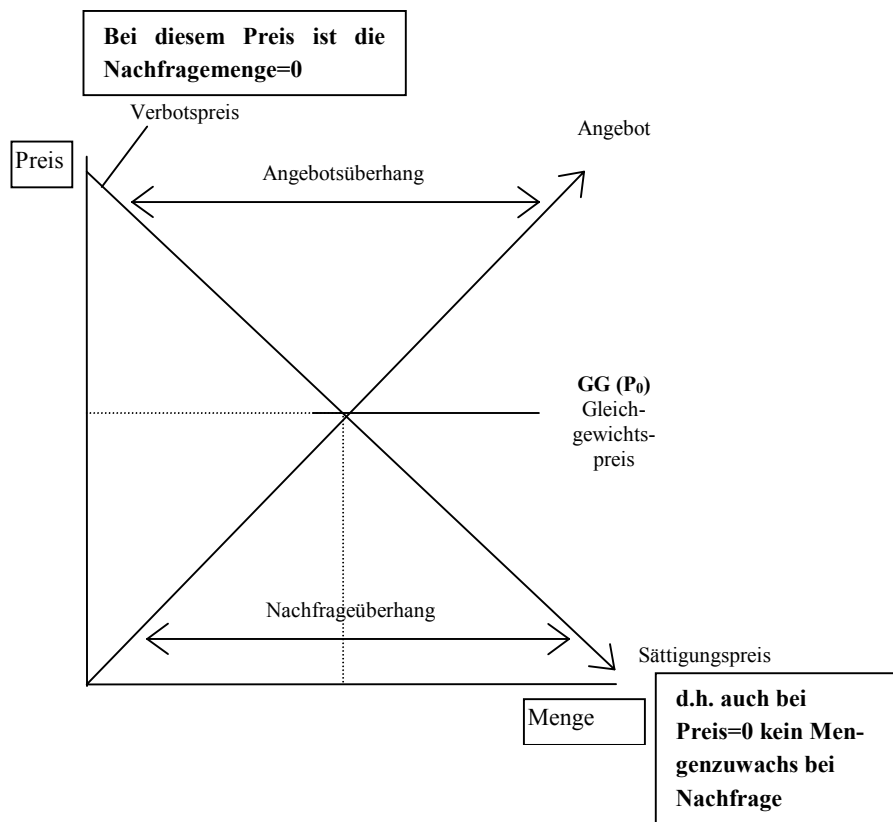 Bei diesem Preis ist die
Nachfragemenge=0
Verbotspreis
Angebot
Preis
Angebotsüberhang
GG (P₀)
Gleich-
gewichts-
preis
Nachfrageüberhang
Sättigungspreis
Menge
d.h. auch bei
Preis=0 kein Men-
genzuwachs bei
Nachfrage